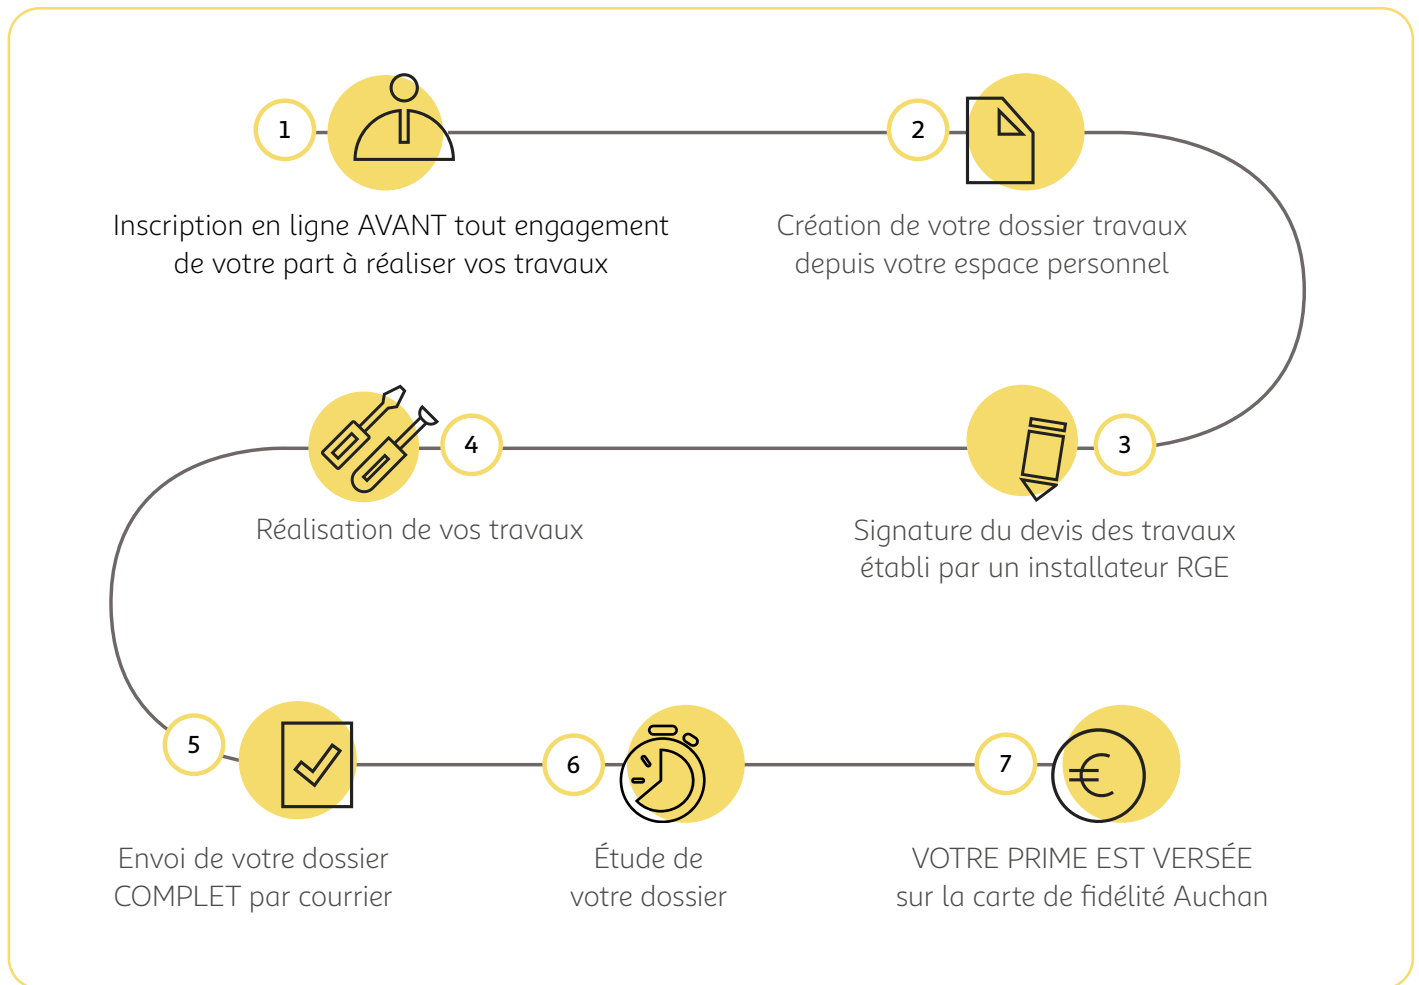 1
Inscription en ligne AVANT tout engagement
de votre part à réaliser vos travaux
2
Création de votre dossier travaux
depuis votre espace personnel
3
Signature du devis des travaux
établi par un installateur RGE
4
Réalisation de vos travaux
5
Envoi de votre dossier
COMPLET par courrier
6
Étude de
votre dossier
7
VOTRE PRIME EST VERSÉE
sur la carte de fidélité Auchan